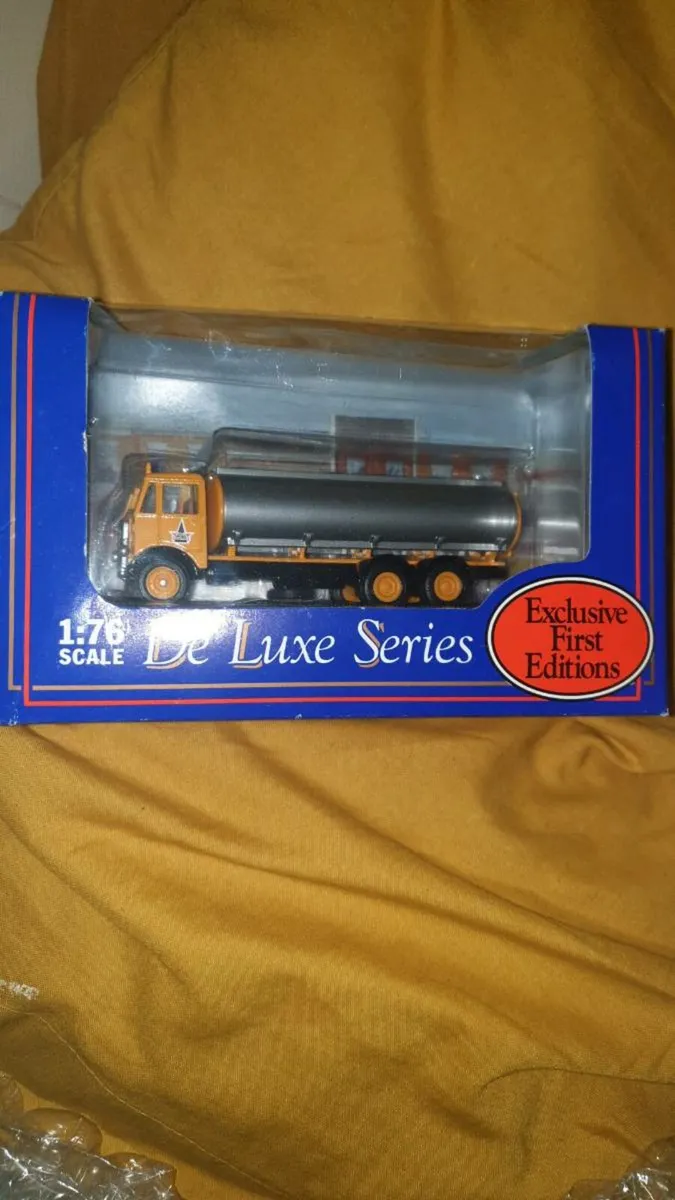 1:76
SCALE
De Luxe Series
Exclusive
First
Editions